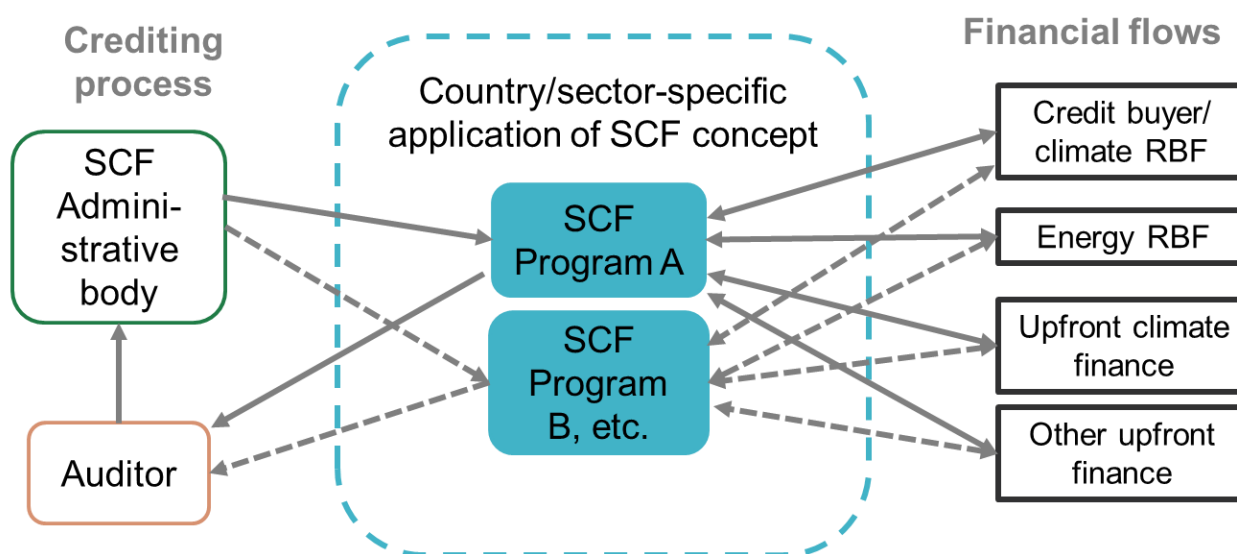 Crediting
process
SCF
Admini-
strative
body
Auditor
Country/sector-specific
application of SCF concept
SCF
Program A
SCF
Program
B, etc.
Financial flows
Credit buyer/
climate RBF
Energy RBF
Upfront climate
finance
Other upfront
finance